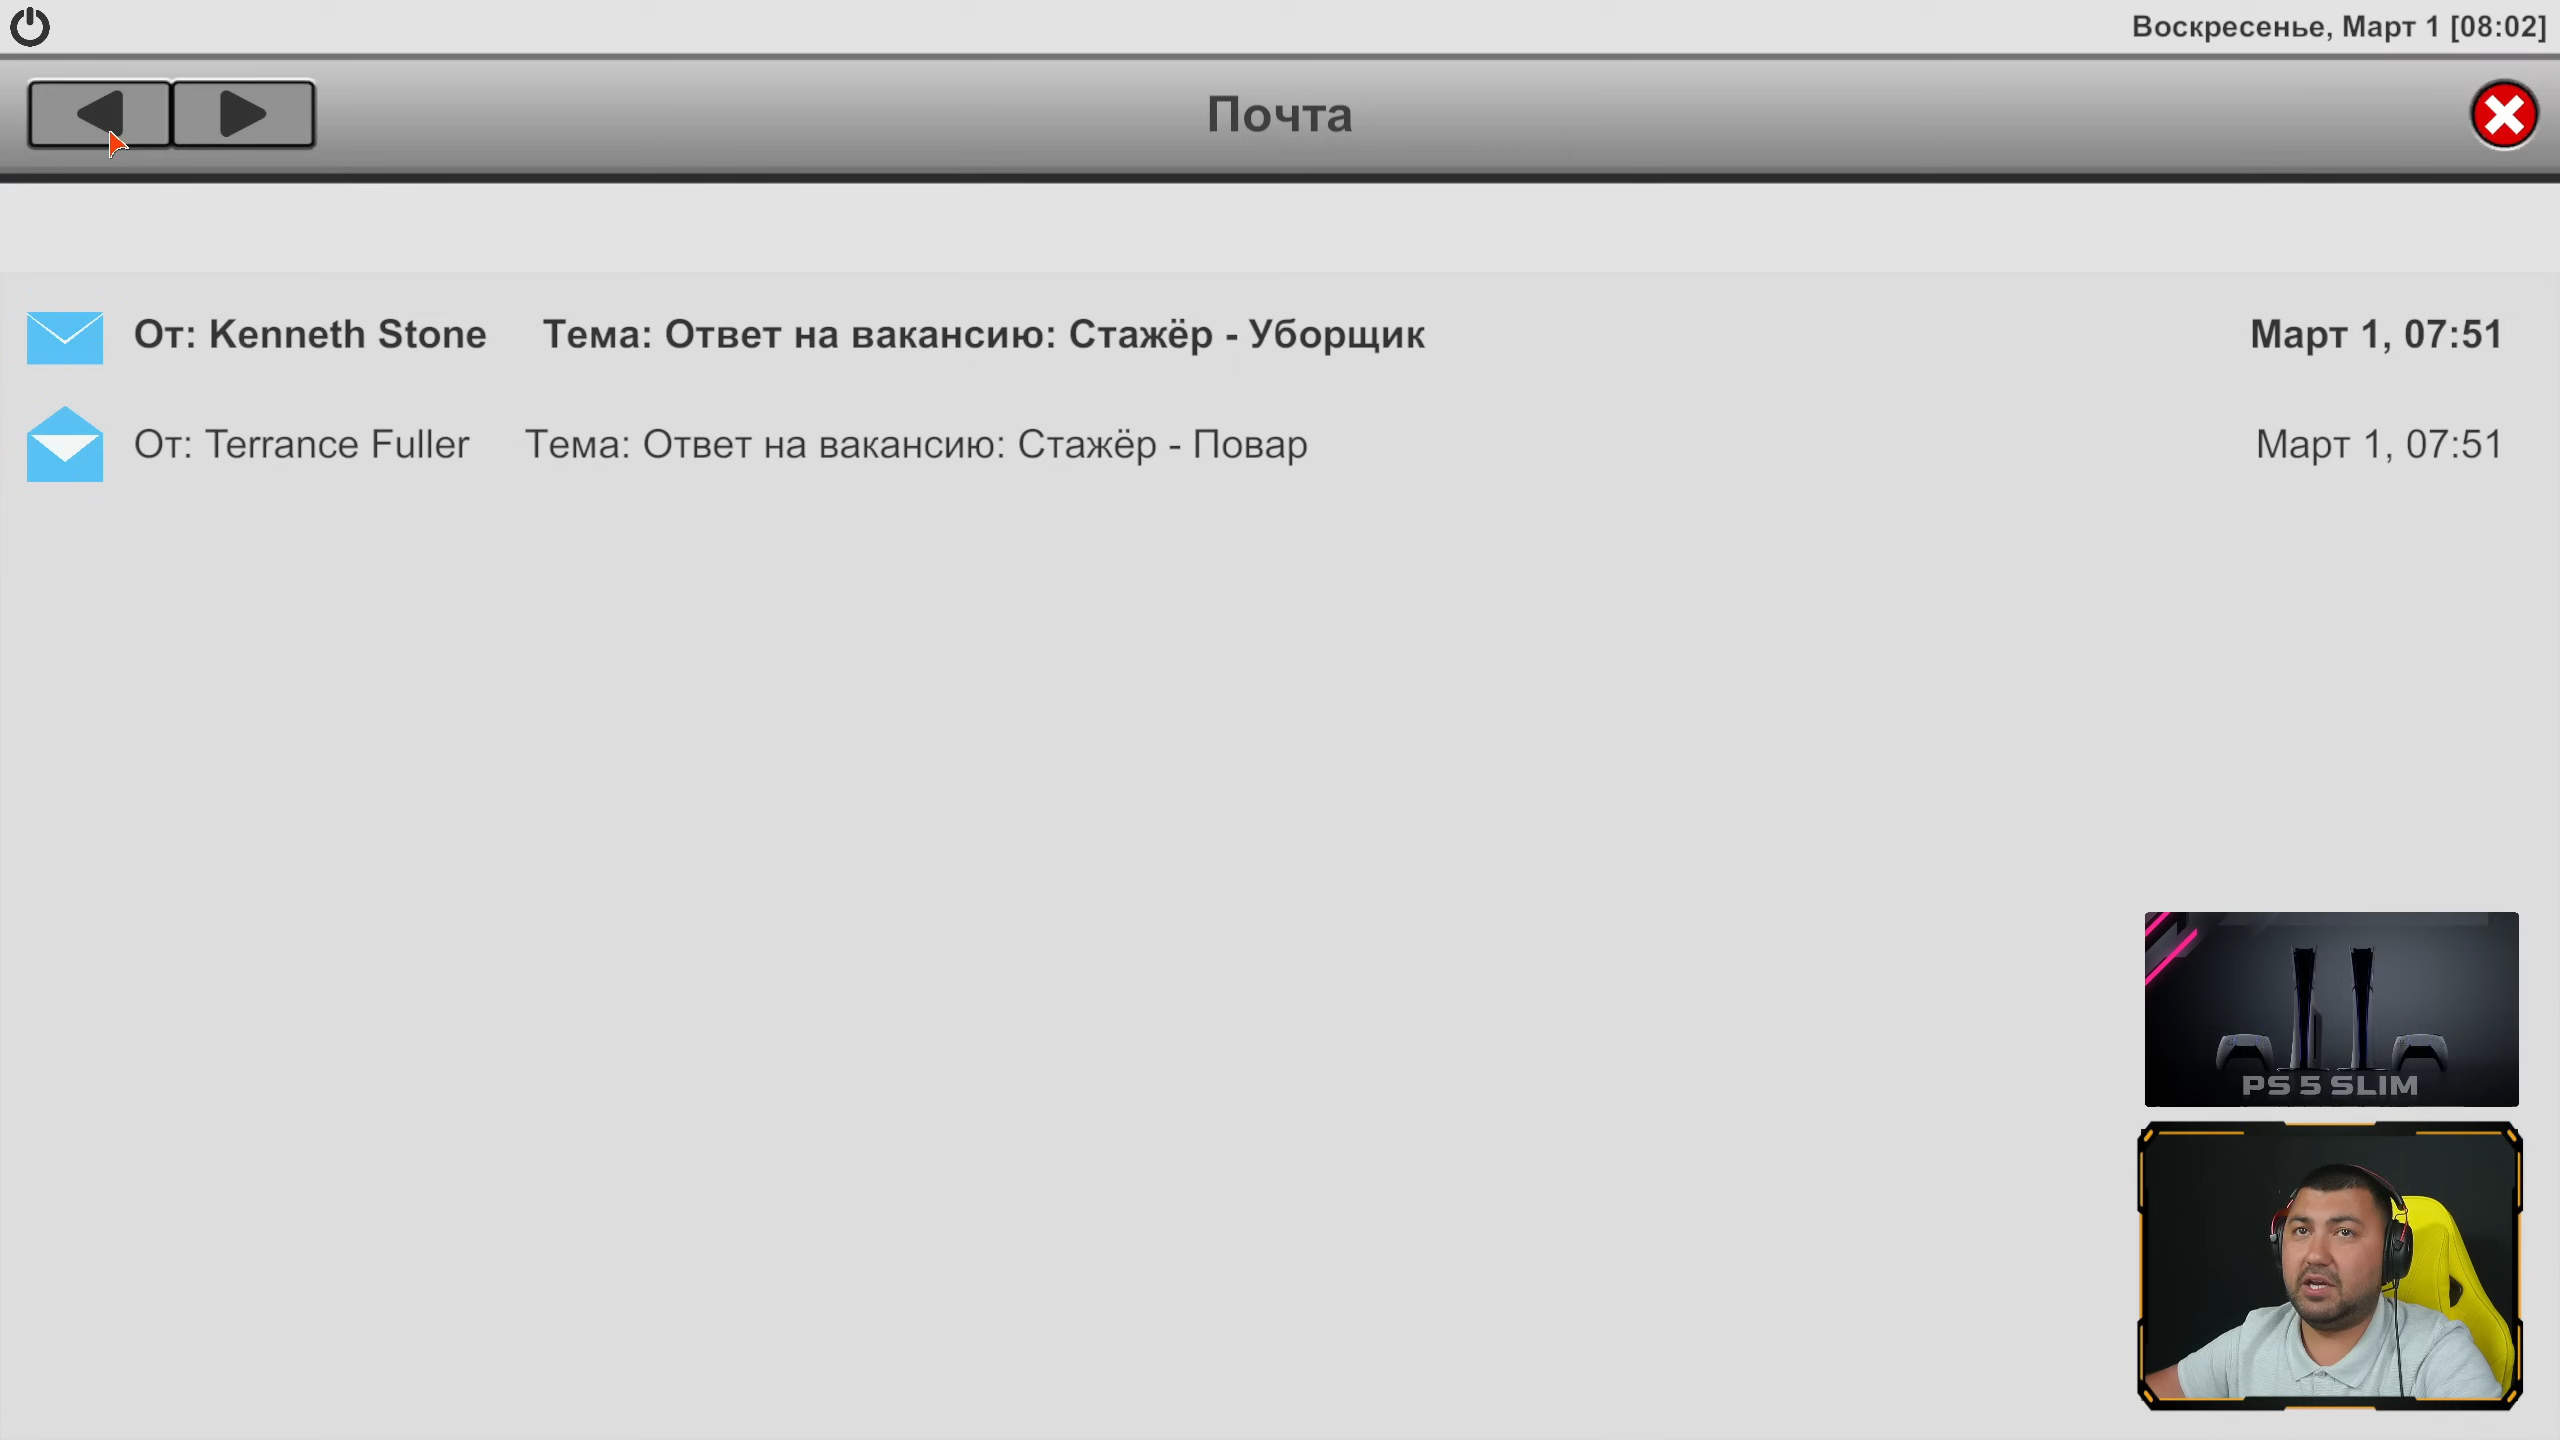 Воскресенье, Март 1 [08:02]
Почта
От: Kenneth Stone Тема: Ответ на вакансию: Стажёр - Уборщик Март 1, 07:51
От: Terrance Fuller Тема: Ответ на вакансию: Стажёр - Повар Март 1, 07:51
PS 5 SLIM